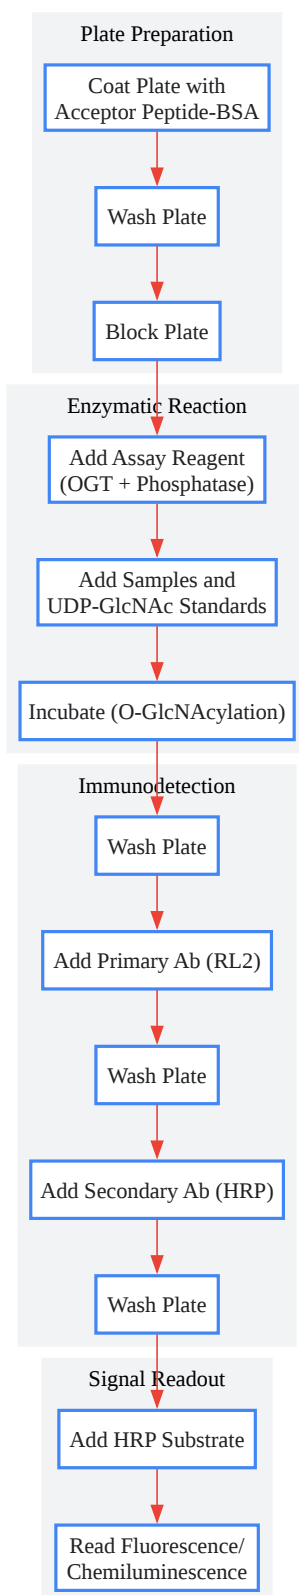 Plate Preparation
Coat Plate with
Acceptor Peptide-BSA
Wash Plate
Block Plate
Enzymatic Reaction
Add Assay Reagent
(OGT + Phosphatase)
Add Samples and
UDP-GlcNAc Standards
Incubate (O-GlcNAcylation)
Immunodetection
Wash Plate
Add Primary Ab (RL2)
Wash Plate
Add Secondary Ab (HRP)
Wash Plate
Signal Readout
Add HRP Substrate
Read Fluorescence/
Chemiluminescence